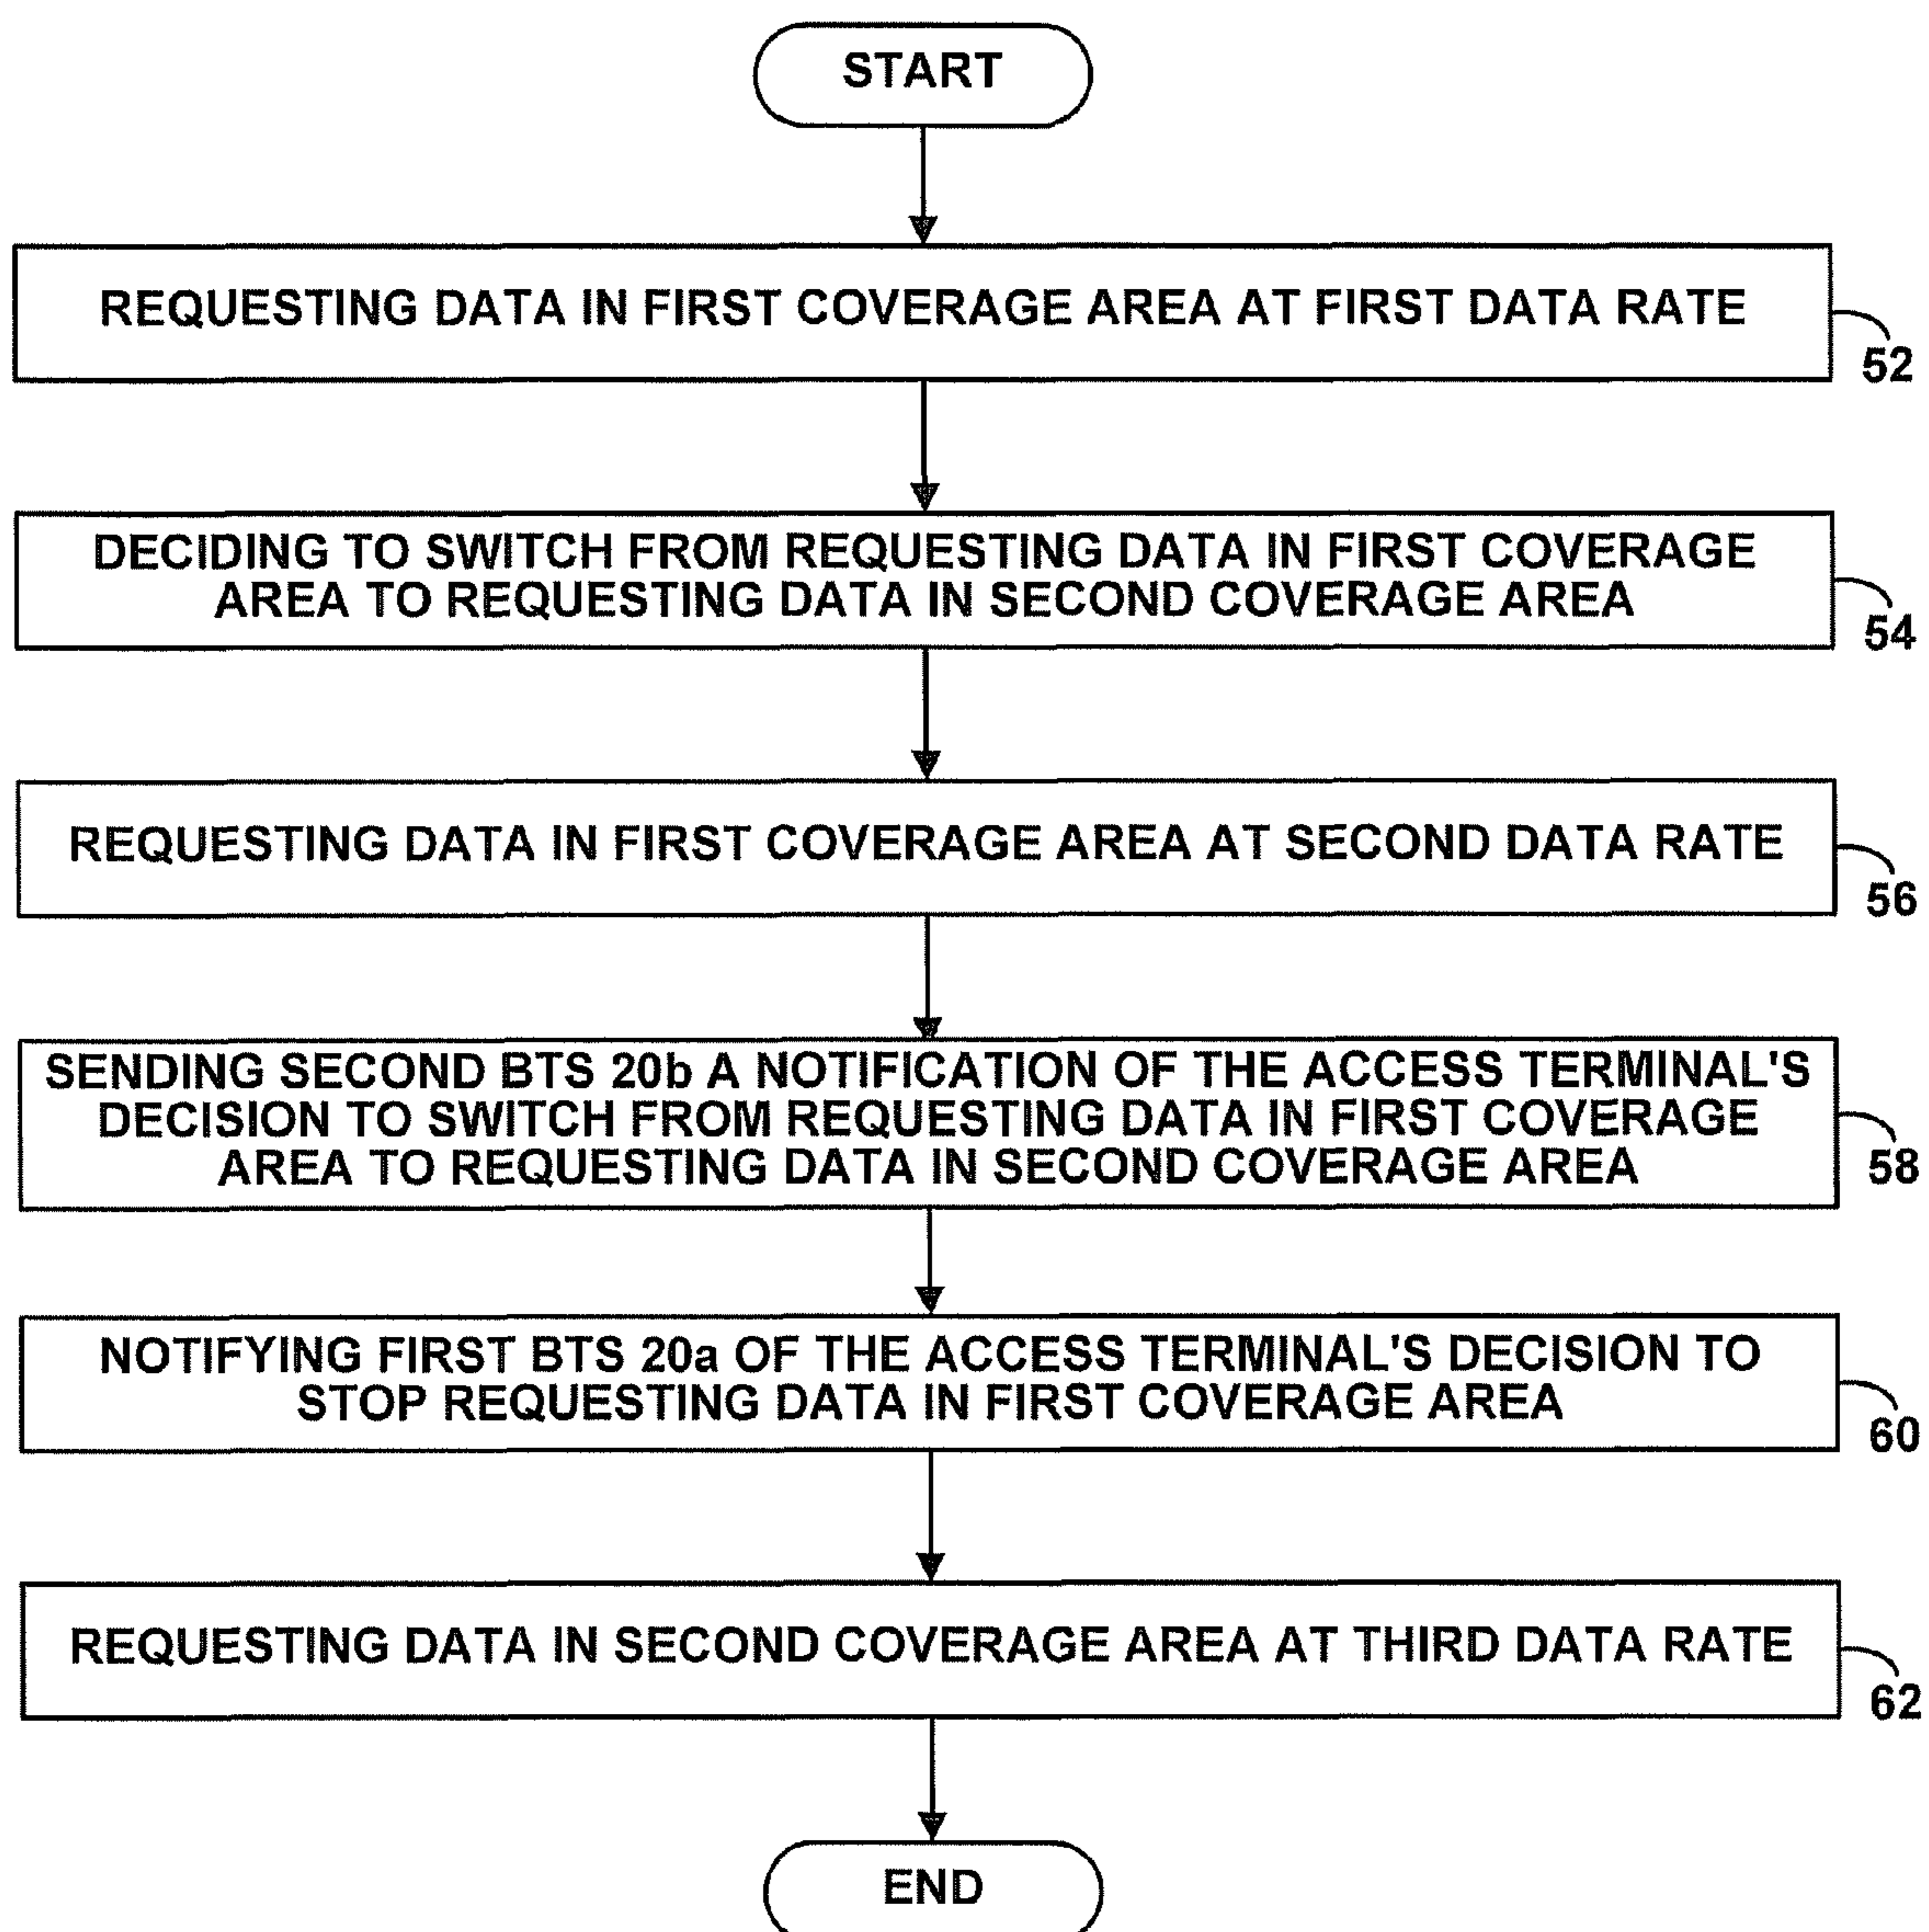 START
REQUESTING DATA IN FIRST COVERAGE AREA AT FIRST DATA RATE
52
DECIDING TO SWITCH FROM REQUESTING DATA IN FIRST COVERAGE
AREA TO REQUESTING DATA IN SECOND COVERAGE AREA
54
REQUESTING DATA IN FIRST COVERAGE AREA AT SECOND DATA RATE
56
SENDING SECOND BTS 20b A NOTIFICATION OF THE ACCESS TERMINAL'S
DECISION TO SWITCH FROM REQUESTING DATA IN FIRST COVERAGE
AREA TO REQUESTING DATA IN SECOND COVERAGE AREA
58
NOTIFYING FIRST BTS 20a OF THE ACCESS TERMINAL'S DECISION TO
STOP REQUESTING DATA IN FIRST COVERAGE AREA
60
REQUESTING DATA IN SECOND COVERAGE AREA AT THIRD DATA RATE
62
END